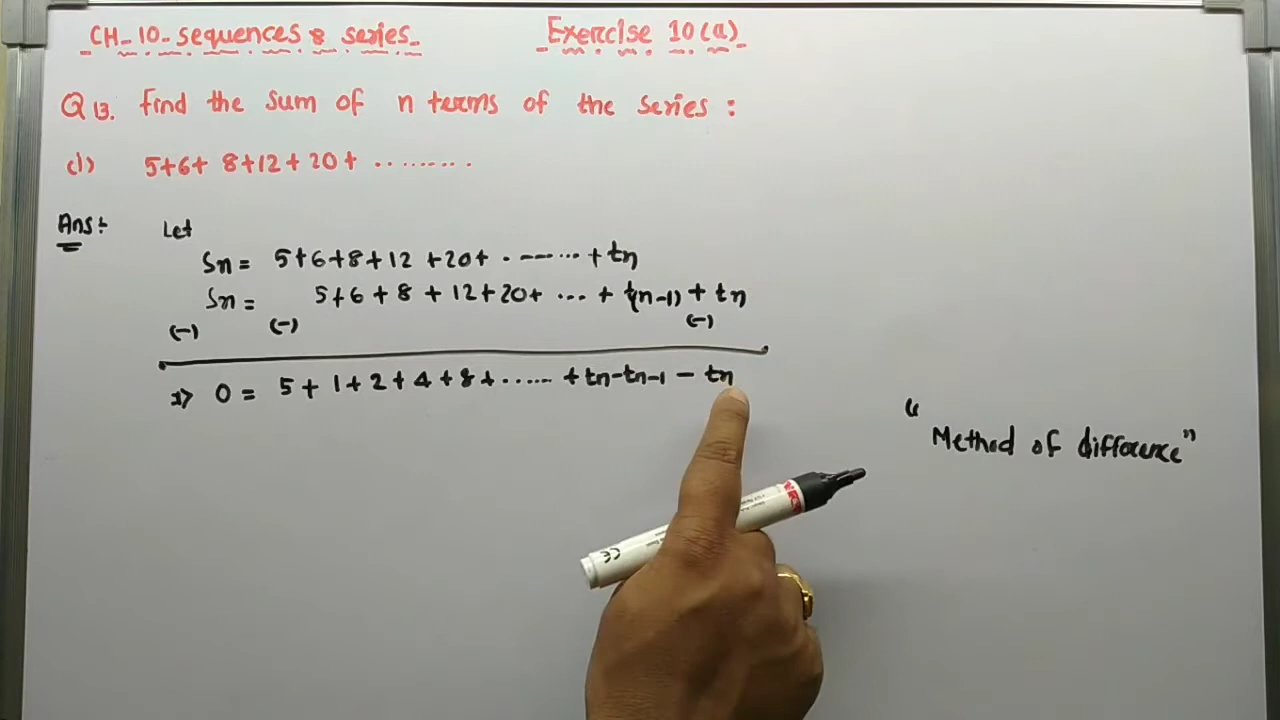 CH-10-sequences & series
Exercise 10(a)
Q 13. Find the sum of n terms of the series :
d) 5+6+ 8+12+20+ .........
Ans:
Let
Sn = 5+6+8+12+20+ . ...... + tn
Sn = 5+6+8+12+20+ ... + t(n-1) + tn
(-) (-) (-)
=> 0 = 5+1+2+4+8+...... +tn-tn-1 - tn
"Method of difference"
CE